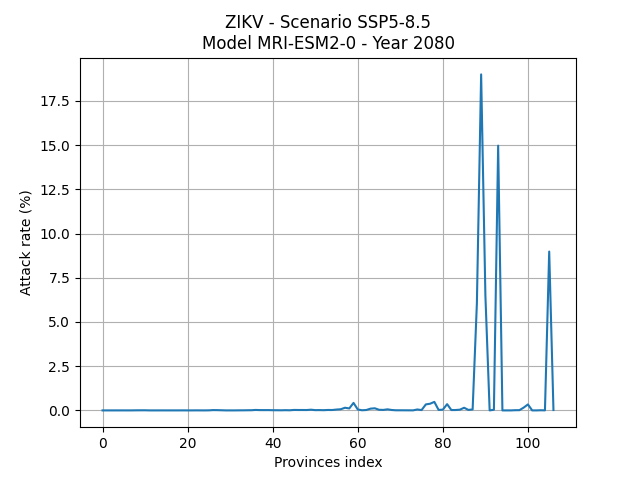 ZIKV - Scenario SSP5-8.5
Model MRI-ESM2-0 - Year 2080
17.5
15.0
12.5
10.0
7.5
5.0
2.5
0.0
Attack rate (%)
0 20 40 60 80 100
Provinces index